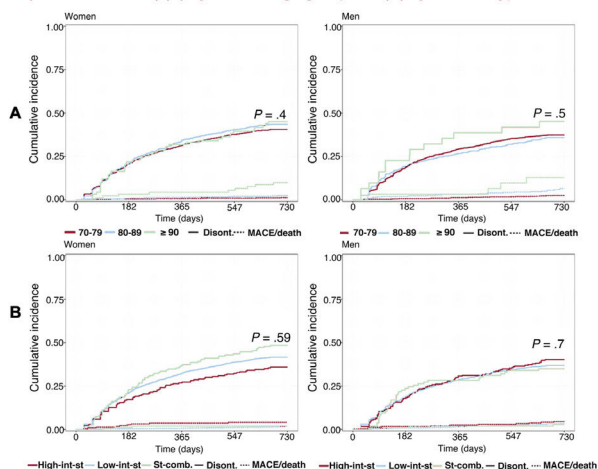 Women
Men
A
Cumulative incidence
1.00
0.75
0.50
0.25
0.00
P = .4
0 182 365 547 730
Time (days)
70-79 80-89 ≥ 90 Disont. MACE/death
Cumulative incidence
1.00
0.75
0.50
0.25
0.00
P = .5
0 182 365 547 730
Time (days)
70-79 80-89 ≥ 90 Disont. MACE/death
Women
Men
B
Cumulative incidence
1.00
0.75
0.50
0.25
0.00
P = .59
0 182 365 547 730
Time (days)
High-int-st Low-int-st St-comb. Disont. MACE/death
Cumulative incidence
1.00
0.75
0.50
0.25
0.00
P = .7
0 182 365 547 730
Time (days)
High-int-st Low-int-st St-comb. Disont. MACE/death